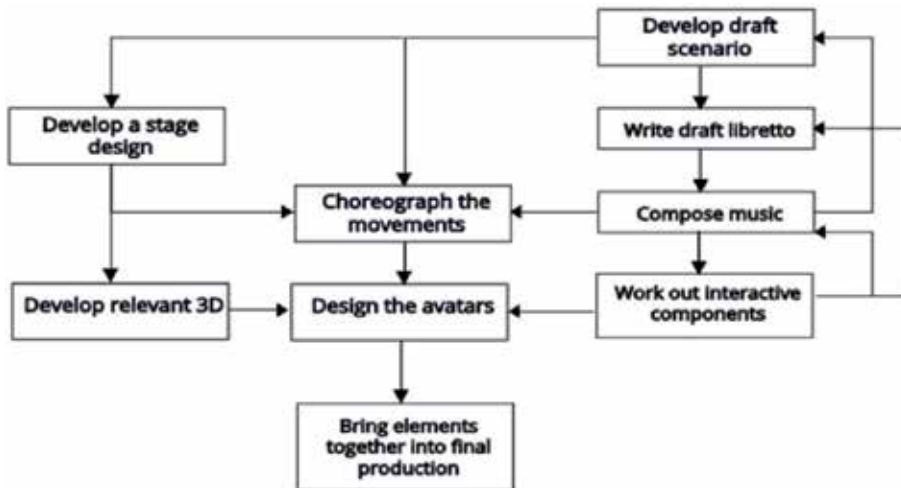 Develop draft
scenario
Develop a stage
design
Write draft libretto
Choreograph the
movements
Compose music
Develop relevant 3D
Design the avatars
Work out interactive
components
Bring elements
together into final
production